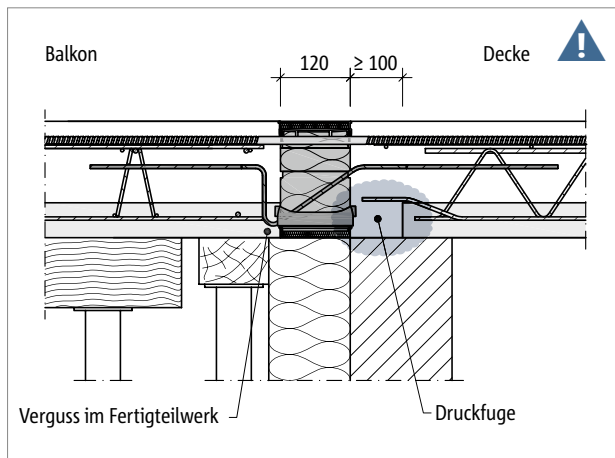 Balkon
120
≥ 100
Decke
!
Verguss im Fertigteilwerk
Druckfuge